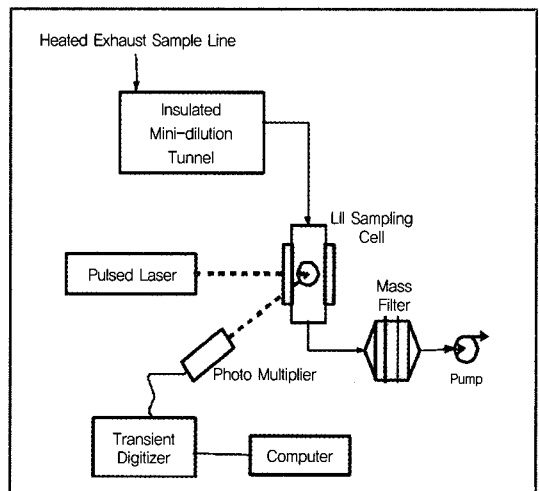 Heated Exhaust Sample Line
Insulated
Mini-dilution
Tunnel
LII Sampling
Cell
Pulsed Laser
Mass
Filter
Photo Multiplier
Pump
Transient
Digitizer
Computer